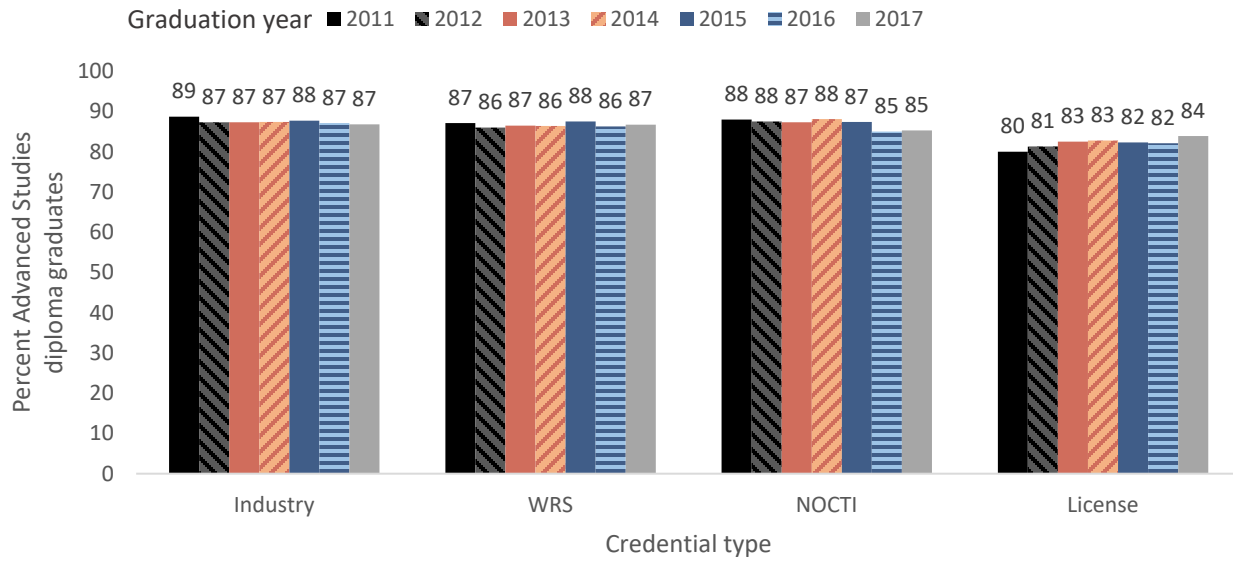 Graduation year 2011 2012 2013 2014 2015 2016 2017
Percent Advanced Studies
diploma graduates
100
90
80
70
60
50
40
30
20
10
0
89 87 87 87 88 87 87
87 86 87 86 88 86 87
88 88 87 88 87 85 85
80 81 83 83 82 82 84
Industry WRS NOCTI License
Credential type